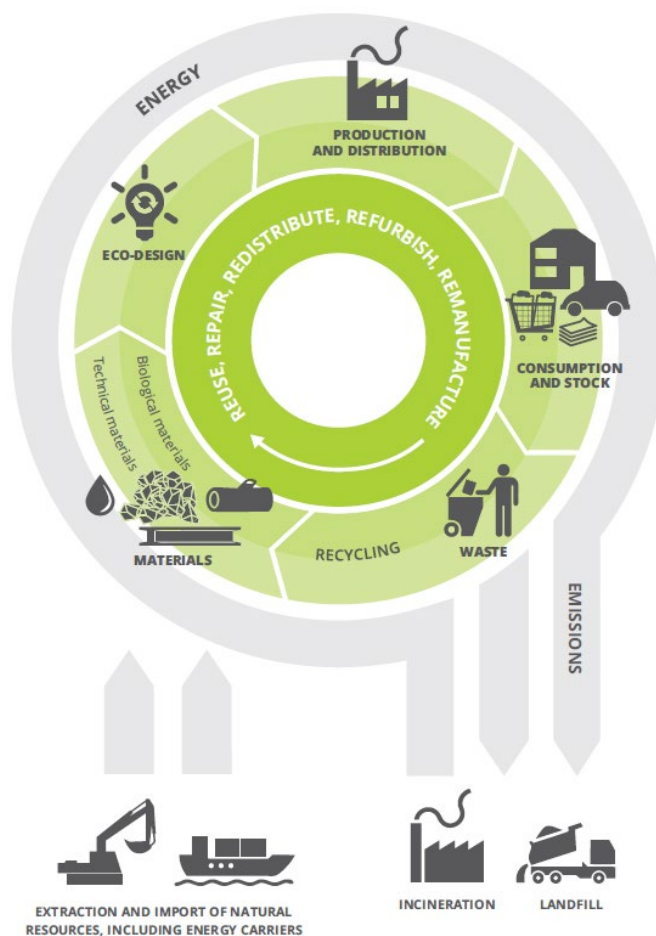 ENERGY
PRODUCTION
AND DISTRIBUTION
ECO-DESIGN
REUSE, REPAIR, REDISTRIBUTE, REFURBISH, REMANUFACTURE
CONSUMPTION
AND STOCK
Technical materials
Biological materials
MATERIALS
RECYCLING
WASTE
EMISSIONS
EXTRACTION AND IMPORT OF NATURAL
RESOURCES, INCLUDING ENERGY CARRIERS
INCINERATION
LANDFILL